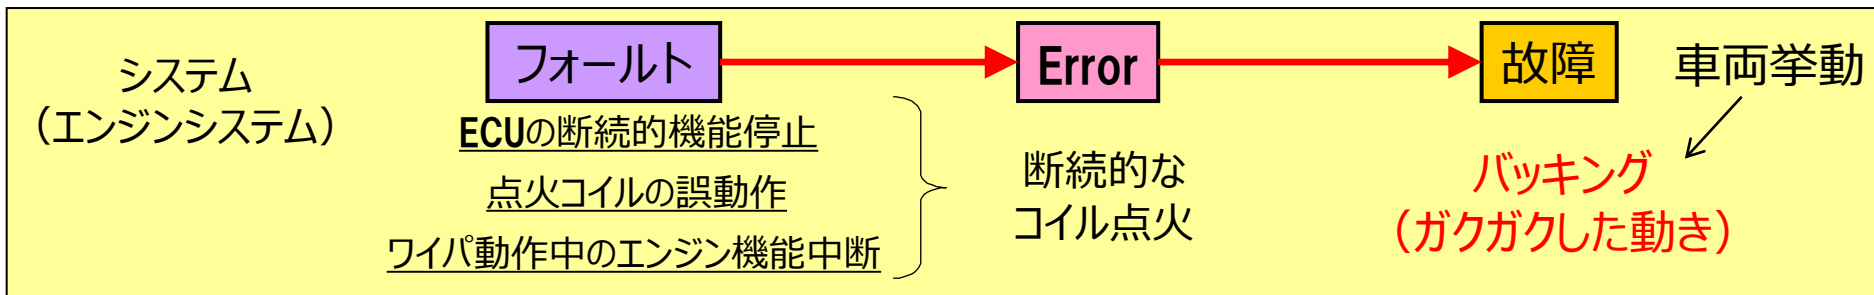 システム
（エンジンシステム）
フォールト
ECUの断続的機能停止
点火コイルの誤動作
ワイパ動作中のエンジン機能中断
Error
断続的な
コイル点火
故障
車両挙動
バッキング
（ガクガクした動き）